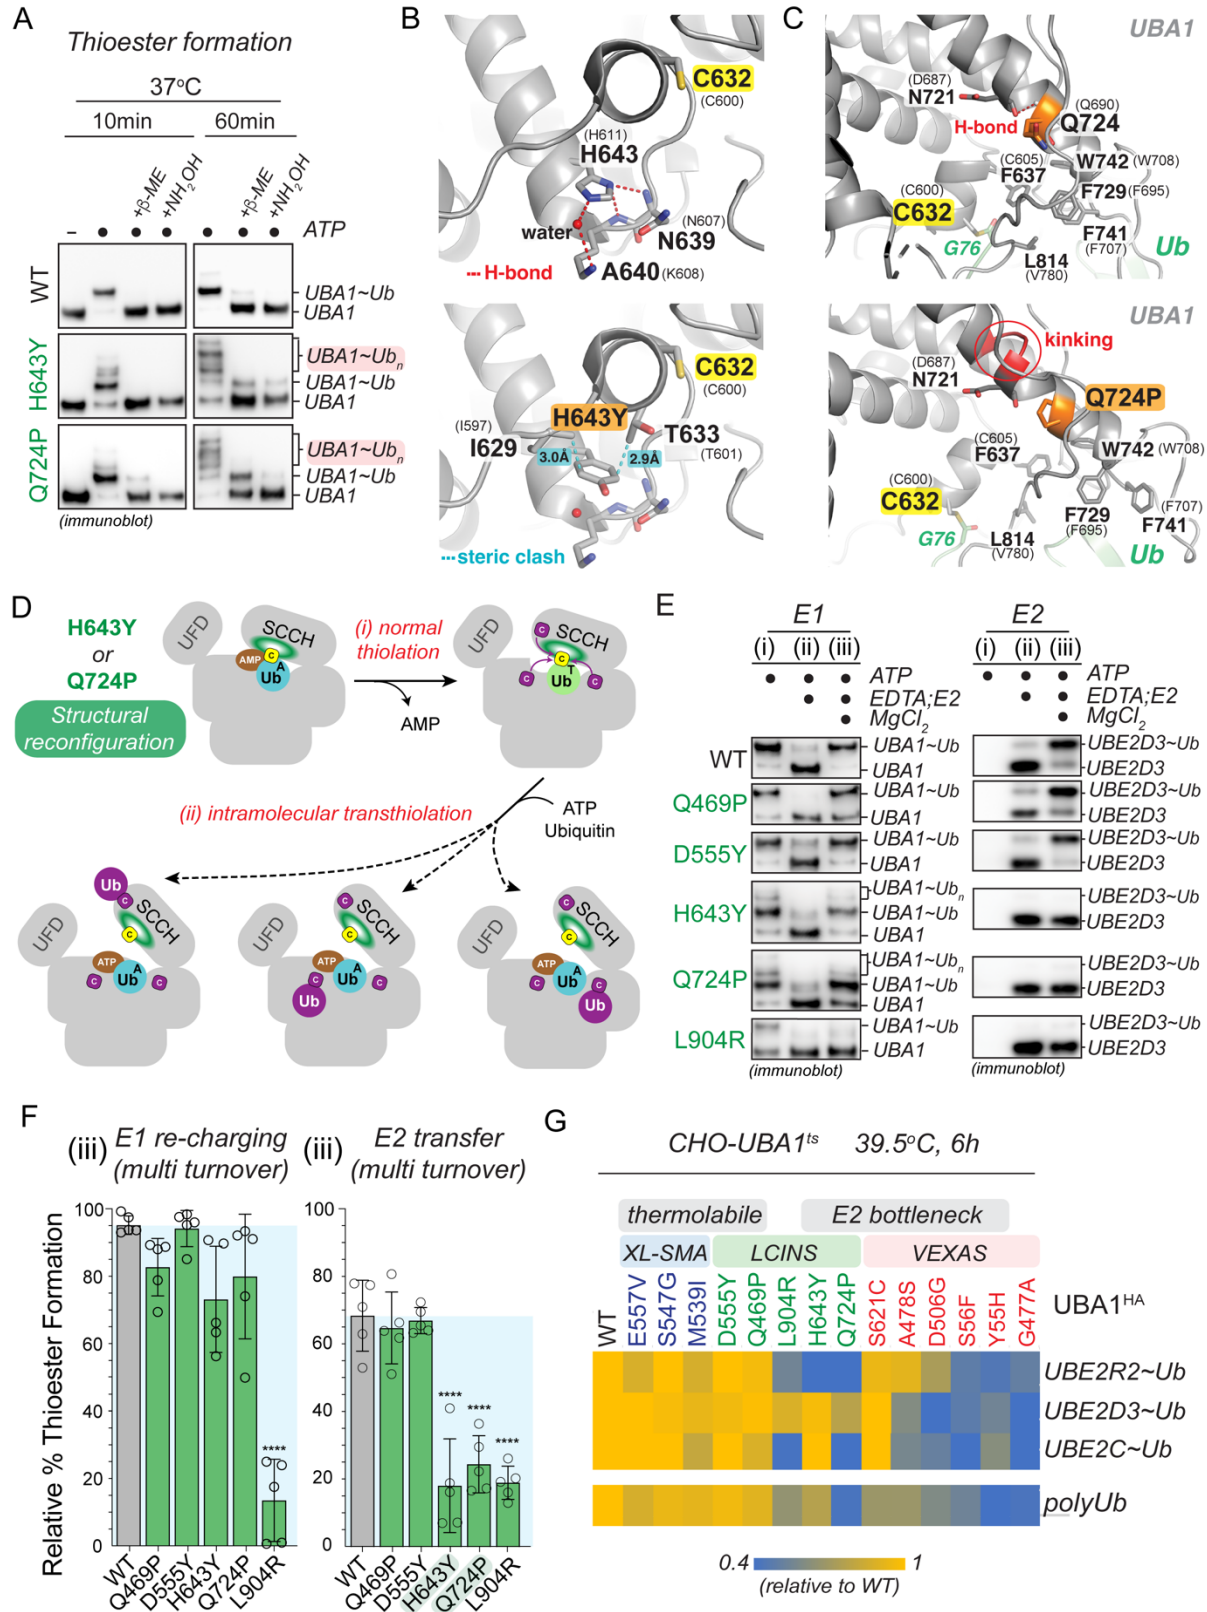 A
Thioester formation
37°C
10min 60min
+β-ME +NH2OH +β-ME +NH2OH
– ATP
WT
UBA1~Ub
UBA1
H643Y
UBA1~Ubn
UBA1~Ub
UBA1
Q724P
UBA1~Ubn
UBA1~Ub
UBA1
(immunoblot)
B
C632
(C600)
(H611)
H643
water
N639
(N607)
A640 (K608)
H-bond
C632
(C600)
H643Y
(I597)
I629
T633
(T601)
3.0Å 2.9Å
steric clash
C
UBA1
(D687)
N721
(Q690)
Q724
H-bond
(C605)
F637
W742 (W708)
F729 (F695)
(C600)
C632
F741
(F707)
G76
L814
(V780)
Ub
UBA1
kinking
(D687)
N721
Q724P
(C605)
F637
W742 (W708)
(C600)
C632
(F707)
F729
(F695)
F741
G76
L814
(V780)
Ub
D
H643Y
or
Q724P
Structural
reconfiguration
UFD SCCH
AMP C
Ub A
(i) normal
thiolation
AMP
UFD SCCH
C C
Ub T
C C
(ii) intramolecular transthiolation
ATP
Ubiquitin
Ub C
UFD SCCH
C
ATP
C Ub A C
UFD C SCCH
C
ATP
C Ub A C
Ub
UFD C SCCH
C
ATP
C Ub A C
Ub
E
E1 E2
(i) (ii) (iii) (i) (ii) (iii)
ATP ATP
EDTA;E2 EDTA;E2
MgCl2 MgCl2
WT
UBA1~Ub UBE2D3~Ub
UBA1 UBE2D3
Q469P
UBA1~Ub UBE2D3~Ub
UBA1 UBE2D3
D555Y
UBA1~Ub UBE2D3~Ub
UBA1 UBE2D3
H643Y
UBA1~Ubn
UBA1~Ub UBE2D3~Ub
UBA1 UBE2D3
Q724P
UBA1~Ubn
UBA1~Ub UBE2D3~Ub
UBA1 UBE2D3
L904R
UBA1~Ub UBE2D3~Ub
UBA1 UBE2D3
(immunoblot) (immunoblot)
F
(iii) E1 re-charging
(multi turnover)
(iii) E2 transfer
(multi turnover)
Relative % Thioester Formation
100
80
60
40
20
0
****
WT Q469P D555Y H643Y Q724P L904R
100
80
60
40
20
0
**** **** ****
WT Q469P D555Y H643Y Q724P L904R
G
CHO-UBA1ts 39.5°C, 6h
thermolabile E2 bottleneck
XL-SMA LCINS VEXAS
WT E557V S547G M539I D555Y Q469P L904R H643Y Q724P S621C A478S D506G S56F Y55H G477A
UBA1HA
UBE2R2~Ub
UBE2D3~Ub
UBE2C~Ub
polyUb
0.4 1
(relative to WT)